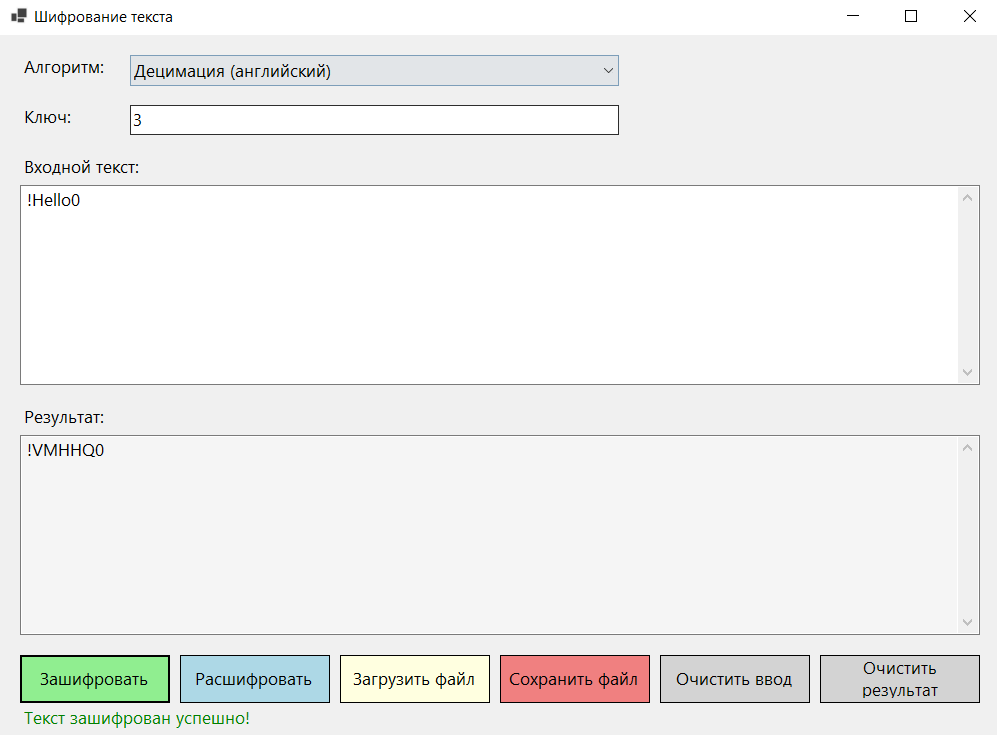 Шифрование текста
Алгоритм: Децимация (английский)
Ключ: 3
Входной текст:
!Hello0
Результат:
!VMHHQ0
Зашифровать Расшифровать Загрузить файл Сохранить файл Очистить ввод Очистить
результат
Текст зашифрован успешно!